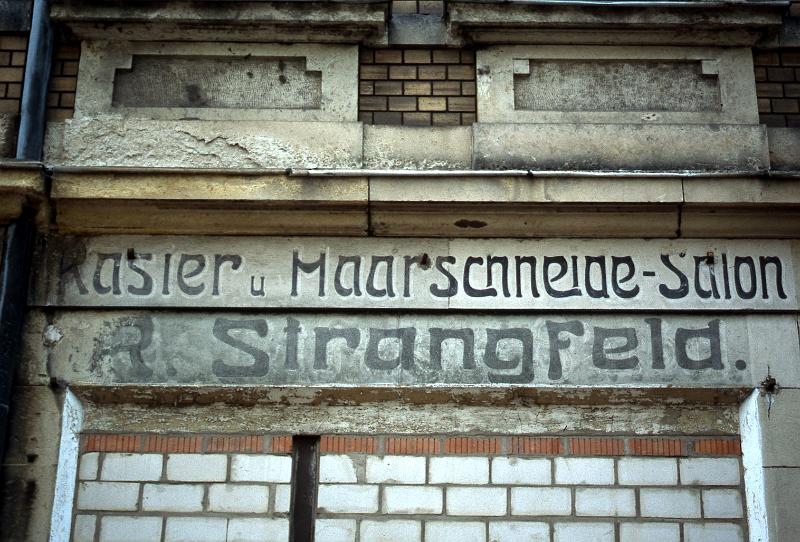 Rasier u Haarschneide-Salon
R. Strangfeld.